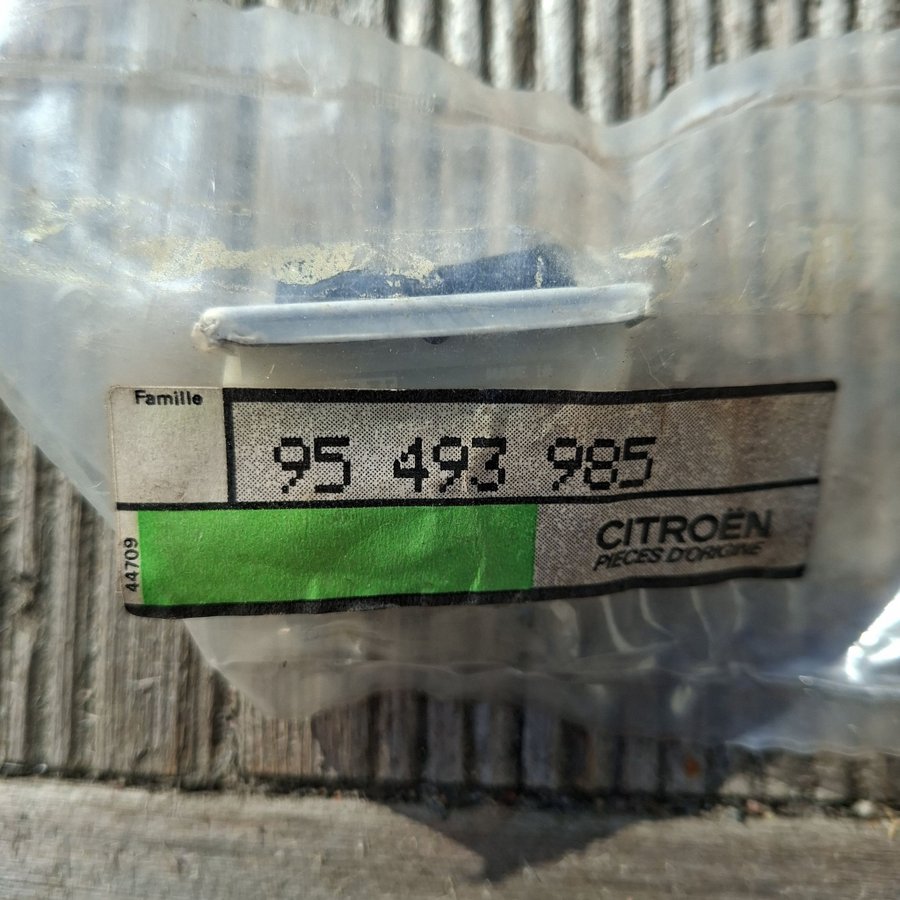 Famille
95 493 985
44709
CITROËN
PIECES D'ORIGINE